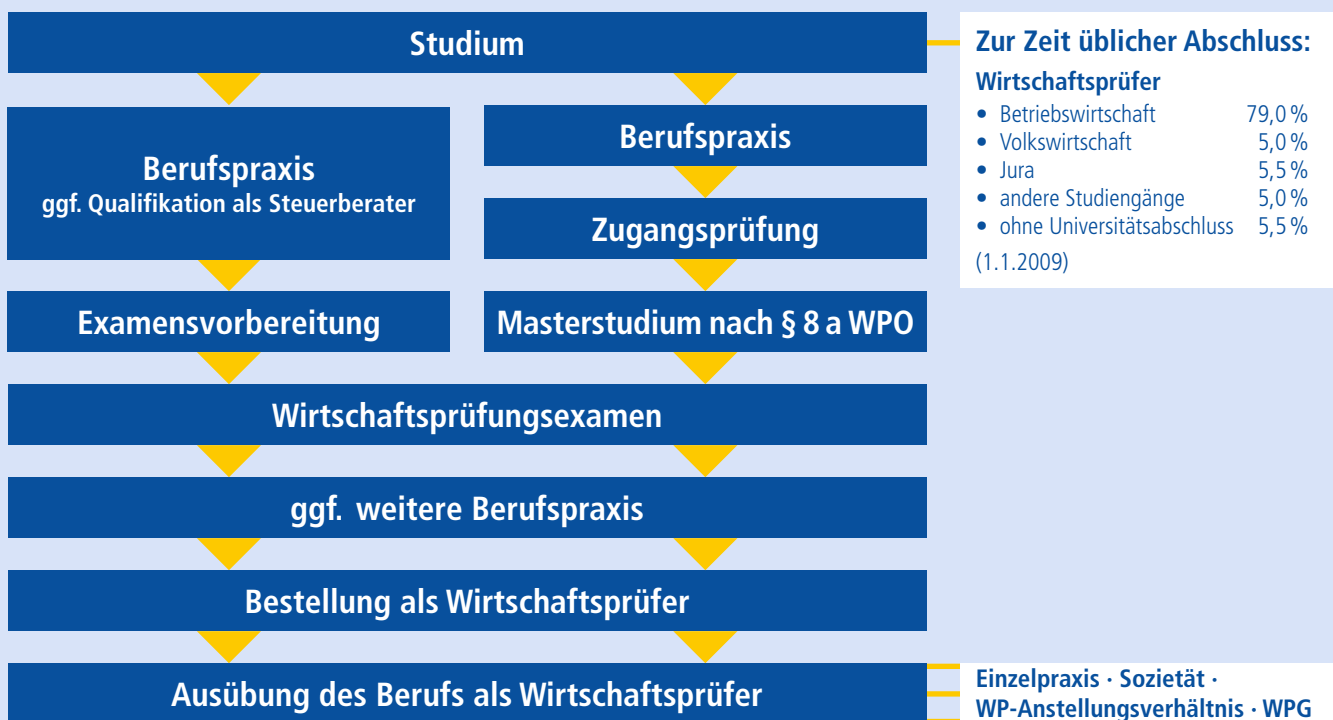 Studium
Zur Zeit üblicher Abschluss:
Wirtschaftsprüfer
• Betriebswirtschaft 79,0 %
• Volkswirtschaft 5,0 %
• Jura 5,5 %
• andere Studiengänge 5,0 %
• ohne Universitätsabschluss 5,5 %
(1.1.2009)
Berufspraxis
ggf. Qualifikation als Steuerberater
Examensvorbereitung
Berufspraxis
Zugangsprüfung
Masterstudium nach § 8 a WPO
Wirtschaftsprüfungsexamen
ggf. weitere Berufspraxis
Bestellung als Wirtschaftsprüfer
Ausübung des Berufs als Wirtschaftsprüfer
Einzelpraxis · Sozietät ·
WP-Anstellungsverhältnis · WPG